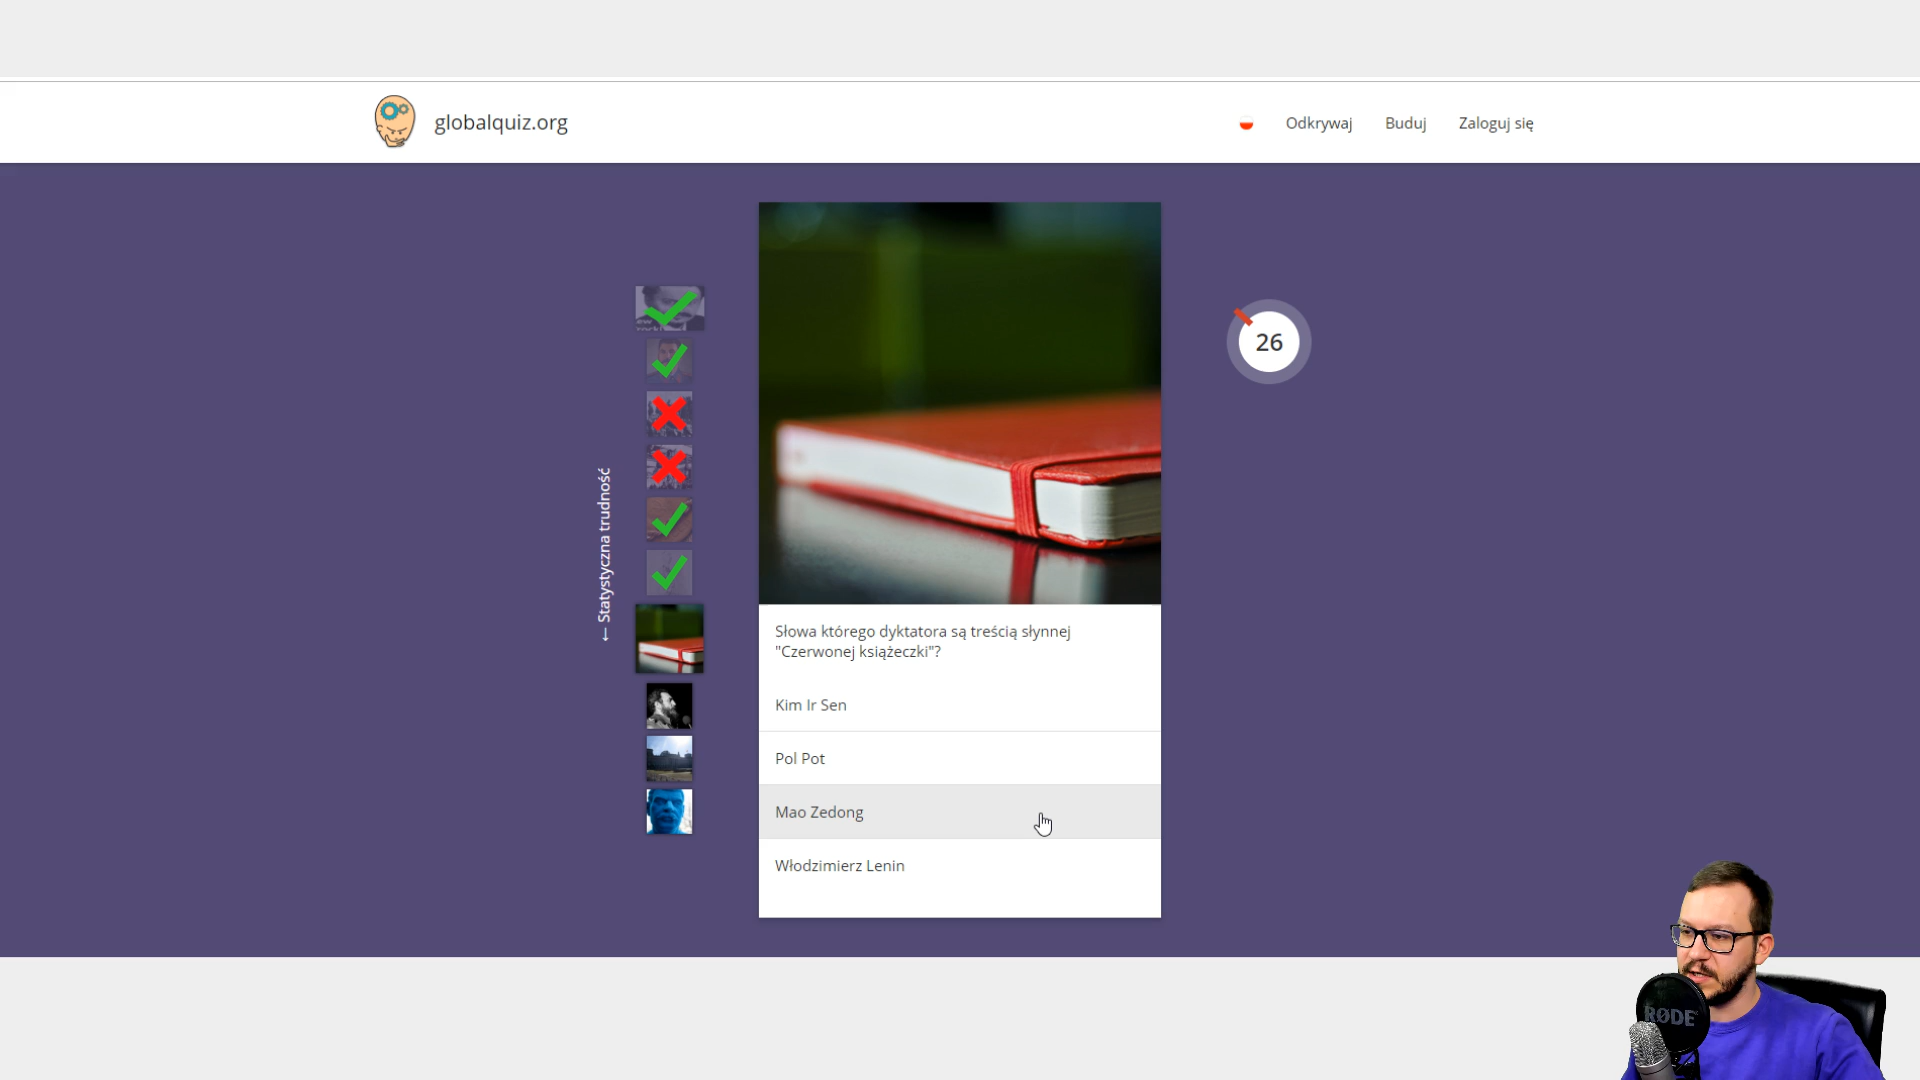 globalquiz.org
Odkrywaj
Buduj
Zaloguj się
← Statystyczna trudność
26
Słowa którego dyktatora są treścią słynnej
"Czerwonej książeczki"?
Kim Ir Sen
Pol Pot
Mao Zedong
Włodzimierz Lenin
RØDE